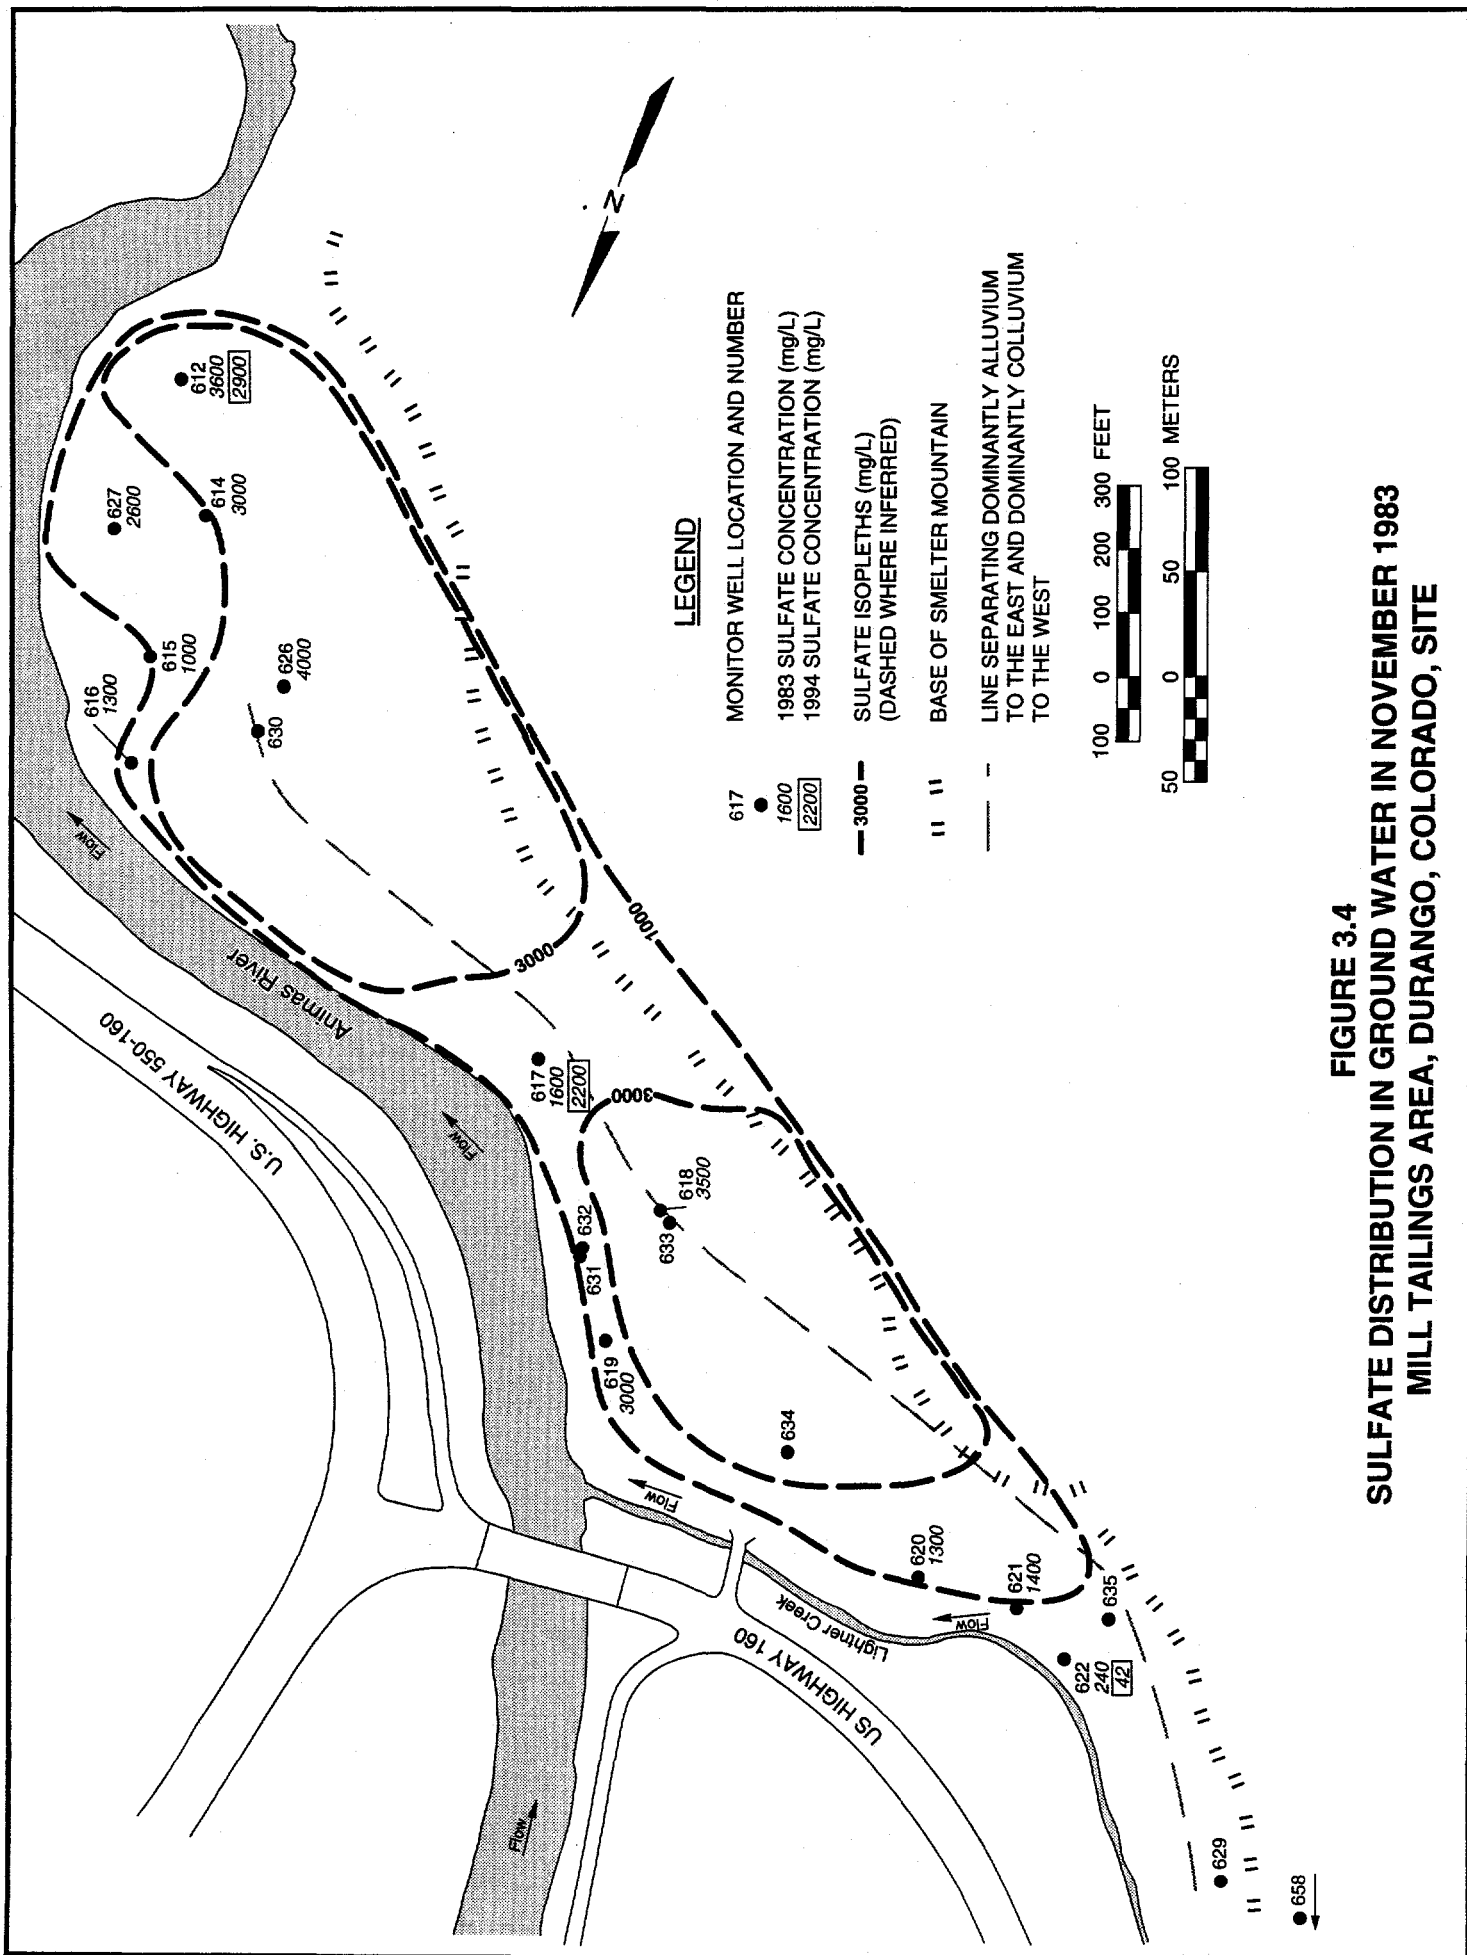 612
3600
2900
627
2600
614
3000
615
1000
616
1300
626
4000
630
Flow
Animas River
U.S. HIGHWAY 550-160
3000
1000
617
1600
2200
Flow
3000
618
3500
633
632
631
619
3000
634
Flow
620
1300
621
1400
635
Flow
Lightner Creek
US HIGHWAY 160
622
240
42
Flow
629
658
N
LEGEND
617
MONITOR WELL LOCATION AND NUMBER
1600 1983 SULFATE CONCENTRATION (mg/L)
2200 1994 SULFATE CONCENTRATION (mg/L)
3000 SULFATE ISOPLETHS (mg/L)
(DASHED WHERE INFERRED)
BASE OF SMELTER MOUNTAIN
LINE SEPARATING DOMINANTLY ALLUVIUM
TO THE EAST AND DOMINANTLY COLLUVIUM
TO THE WEST
100 0 100 200 300 FEET
50 0 50 100 METERS
FIGURE 3.4
SULFATE DISTRIBUTION IN GROUND WATER IN NOVEMBER 1983
MILL TAILINGS AREA, DURANGO, COLORADO, SITE